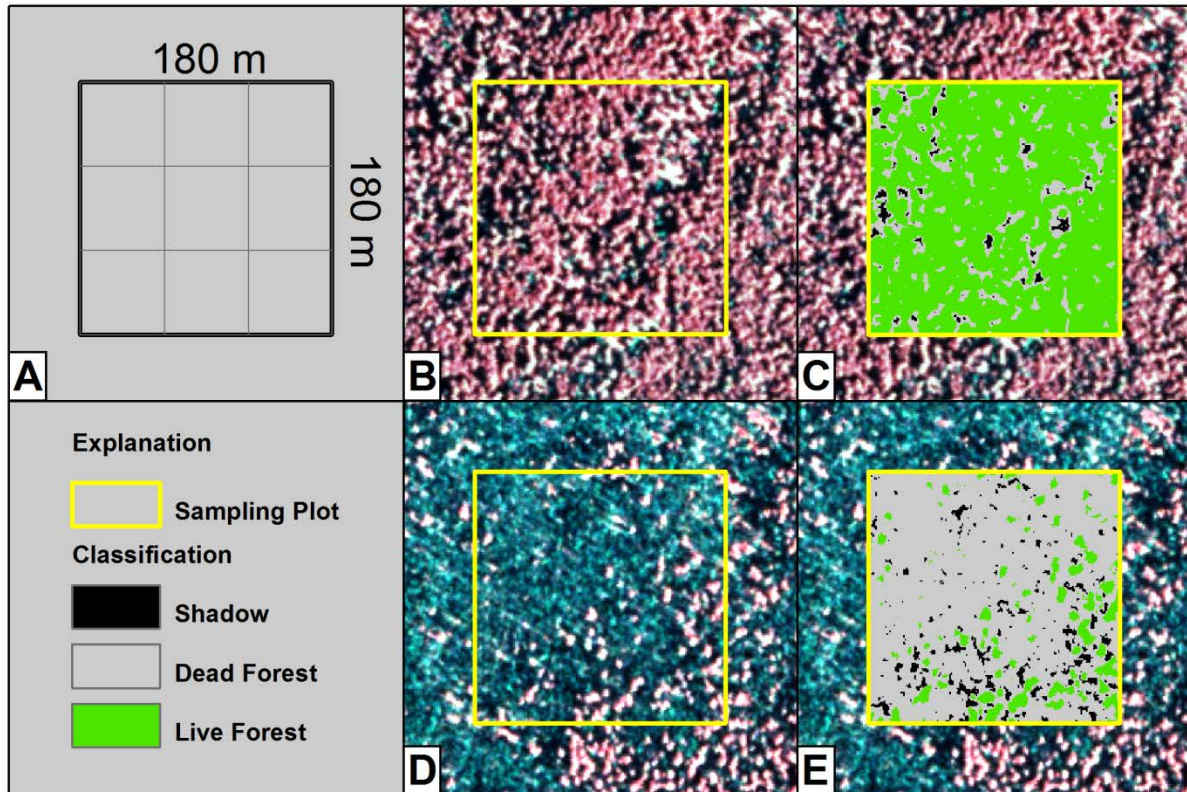 180 m
180 m
A
B
C
Explanation
Sampling Plot
Classification
Shadow
Dead Forest
Live Forest
D
E